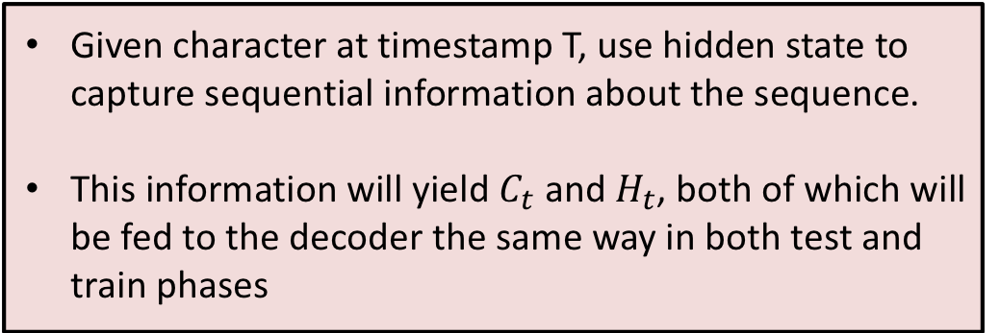 • Given character at timestamp T, use hidden state to
capture sequential information about the sequence.
• This information will yield C_t and H_t, both of which will
be fed to the decoder the same way in both test and
train phases